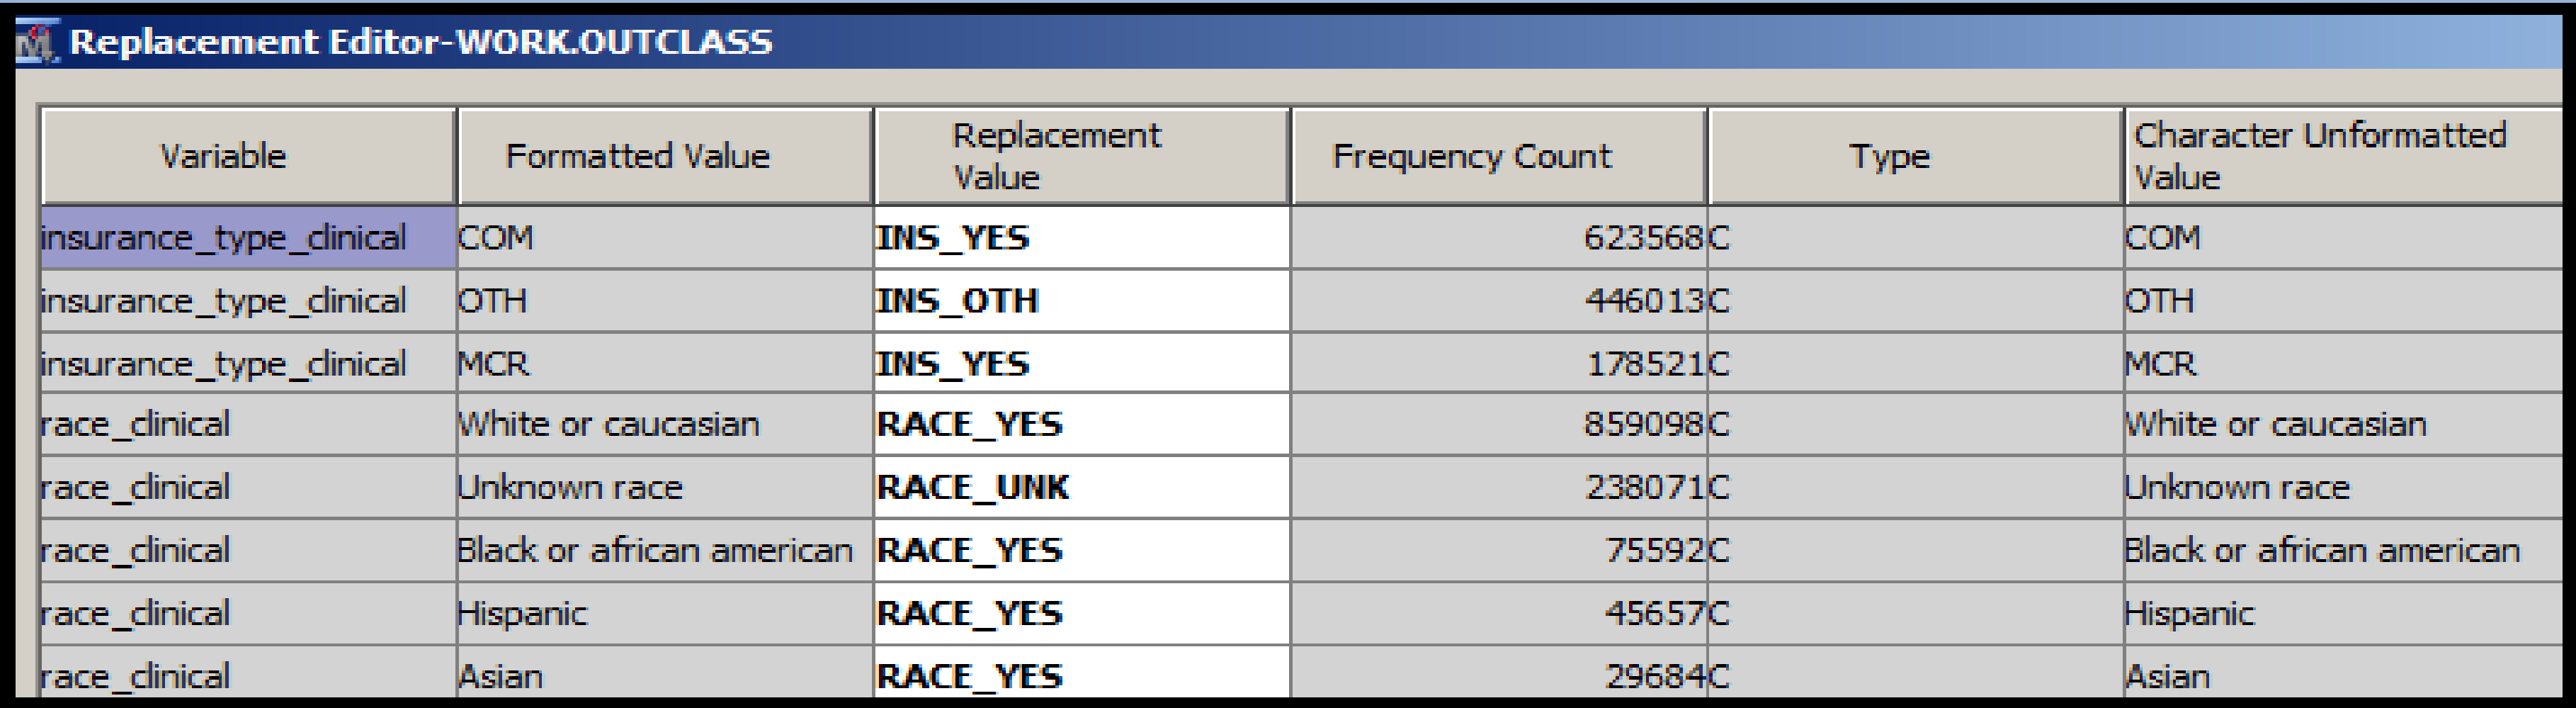 Replacement Editor-WORK.OUTCLASS
Variable Formatted Value Replacement Value Frequency Count Type Character Unformatted Value
insurance_type_clinical COM INS_YES 623568 C COM
insurance_type_clinical OTH INS_OTH 446013 C OTH
insurance_type_clinical MCR INS_YES 178521 C MCR
race_clinical White or caucasian RACE_YES 859098 C White or caucasian
race_clinical Unknown race RACE_UNK 238071 C Unknown race
race_clinical Black or african american RACE_YES 75592 C Black or african american
race_clinical Hispanic RACE_YES 45657 C Hispanic
race_clinical Asian RACE_YES 29684 C Asian